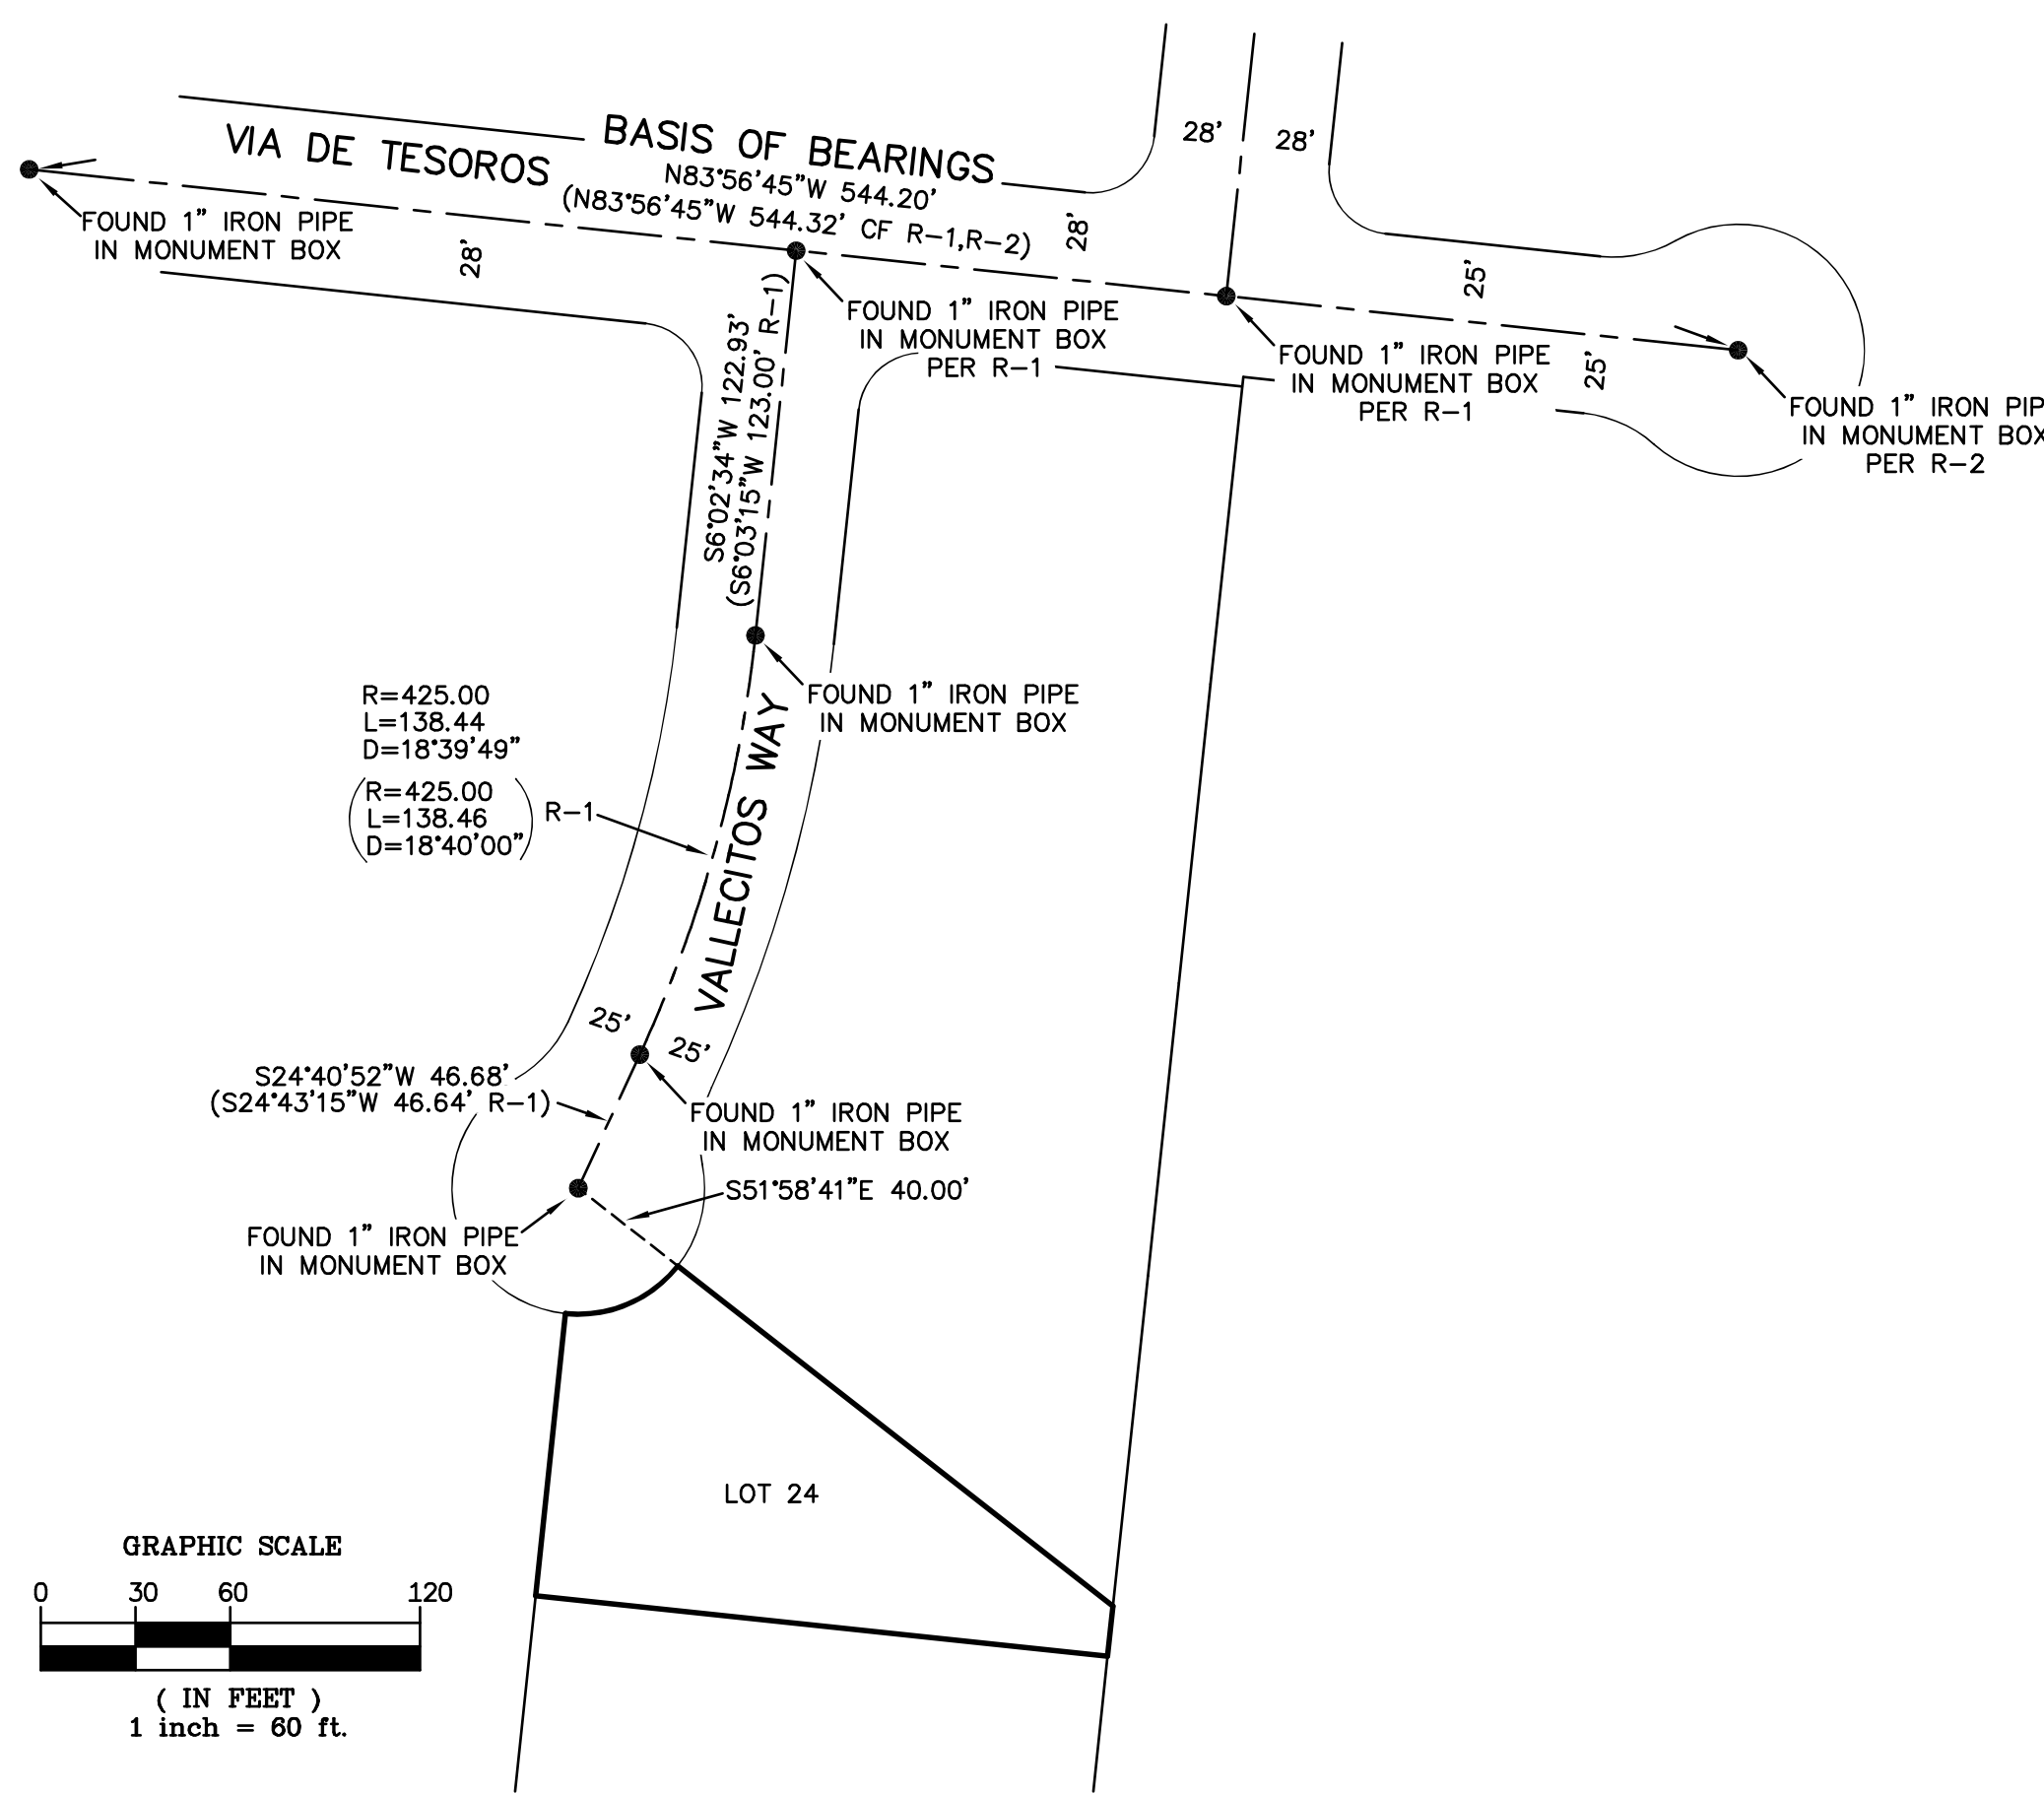 28'
28'
BASIS OF BEARINGS
VIA DE TESOROS
N83°56'45"W 544.20'
(N83°56'45"W 544.32' CF R-1,R-2)
FOUND 1" IRON PIPE
IN MONUMENT BOX
28'
28'
25'
FOUND 1" IRON PIPE
IN MONUMENT BOX
PER R-1
FOUND 1" IRON PIPE
IN MONUMENT BOX
PER R-1
25'
FOUND 1" IRON PIP
IN MONUMENT BOX
PER R-2
S6°02'34"W 122.93'
(S6°03'15"W 123.00' R-1)
FOUND 1" IRON PIPE
IN MONUMENT BOX
R=425.00
L=138.44
D=18°39'49"
R=425.00
L=138.46
D=18°40'00"
R-1
VALLECITOS WAY
25'
25'
S24°40'52"W 46.68'
(S24°43'15"W 46.64' R-1)
FOUND 1" IRON PIPE
IN MONUMENT BOX
S51°58'41"E 40.00'
FOUND 1" IRON PIPE
IN MONUMENT BOX
LOT 24
GRAPHIC SCALE
0 30 60 120
( IN FEET )
1 inch = 60 ft.